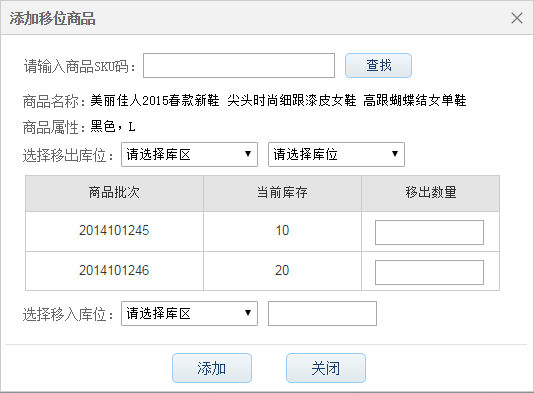 添加移位商品
请输入商品SKU码： 查找
商品名称：美丽佳人2015春款新鞋 尖头时尚细跟漆皮女鞋 高跟蝴蝶结女单鞋
商品属性：黑色，L
选择移出库位： 请选择库区 请选择库位
商品批次 当前库存 移出数量
2014101245 10
2014101246 20
选择移入库位： 请选择库区
添加 关闭